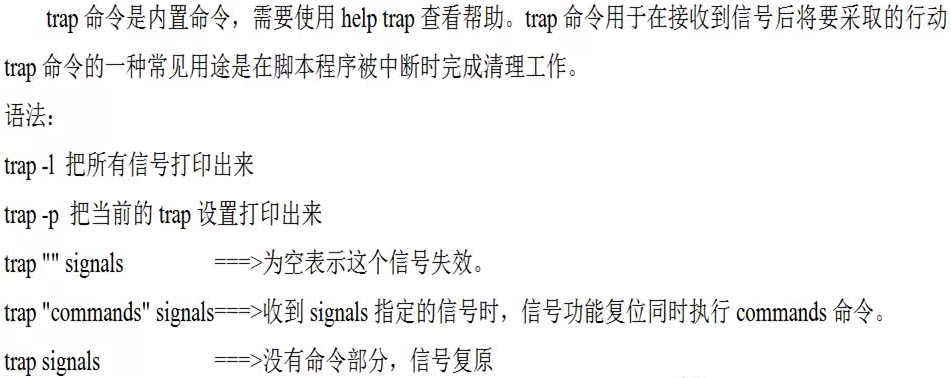 trap 命令是内置命令，需要使用 help trap 查看帮助。trap 命令用于在接收到信号后将要采取的行动
trap 命令的一种常见用途是在脚本程序被中断时完成清理工作。
语法：
trap -l 把所有信号打印出来
trap -p 把当前的 trap 设置打印出来
trap "" signals ===>为空表示这个信号失效。
trap "commands" signals===>收到 signals 指定的信号时，信号功能复位同时执行 commands 命令。
trap signals ===>没有命令部分，信号复原